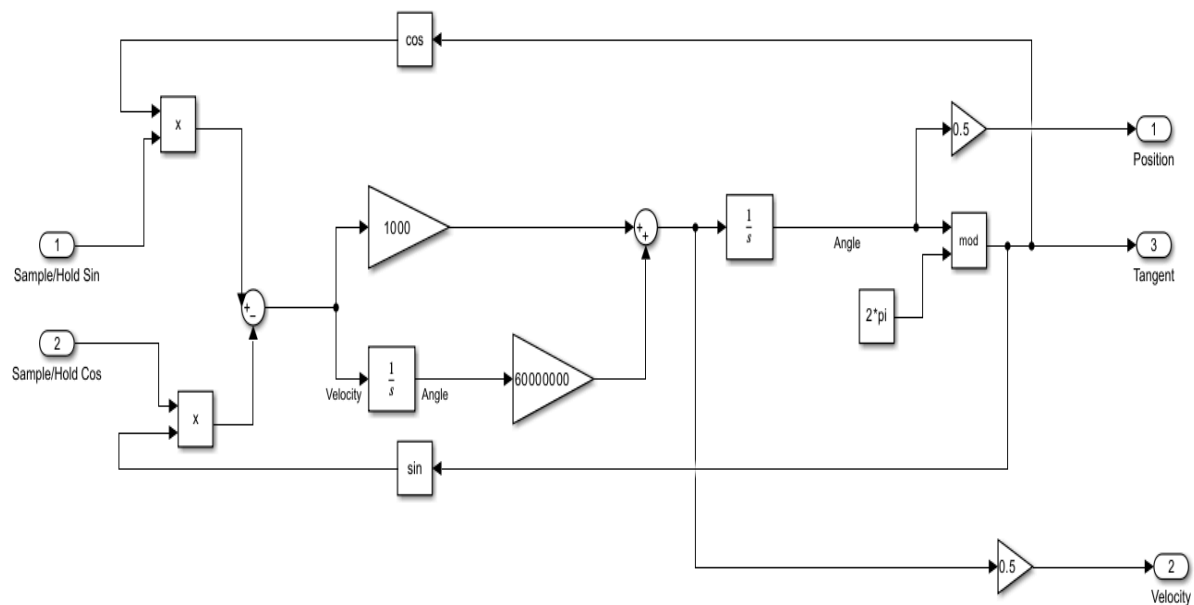 cos
x
0.5
1
Position
1000
+
+
1
s
Angle
mod
3
Tangent
1
Sample/Hold Sin
2*pi
+
−
2
Sample/Hold Cos
Velocity
1
s
Angle
60000000
x
sin
0.5
2
Velocity